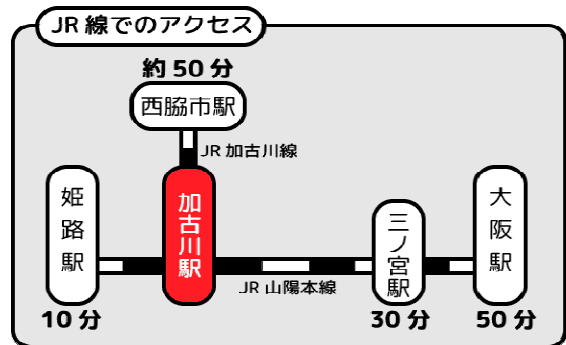 JR線でのアクセス
約50分
西脇市駅
JR加古川線
姫路駅
加古川駅
三ノ宮駅
大阪駅
JR山陽本線
10分
30分
50分